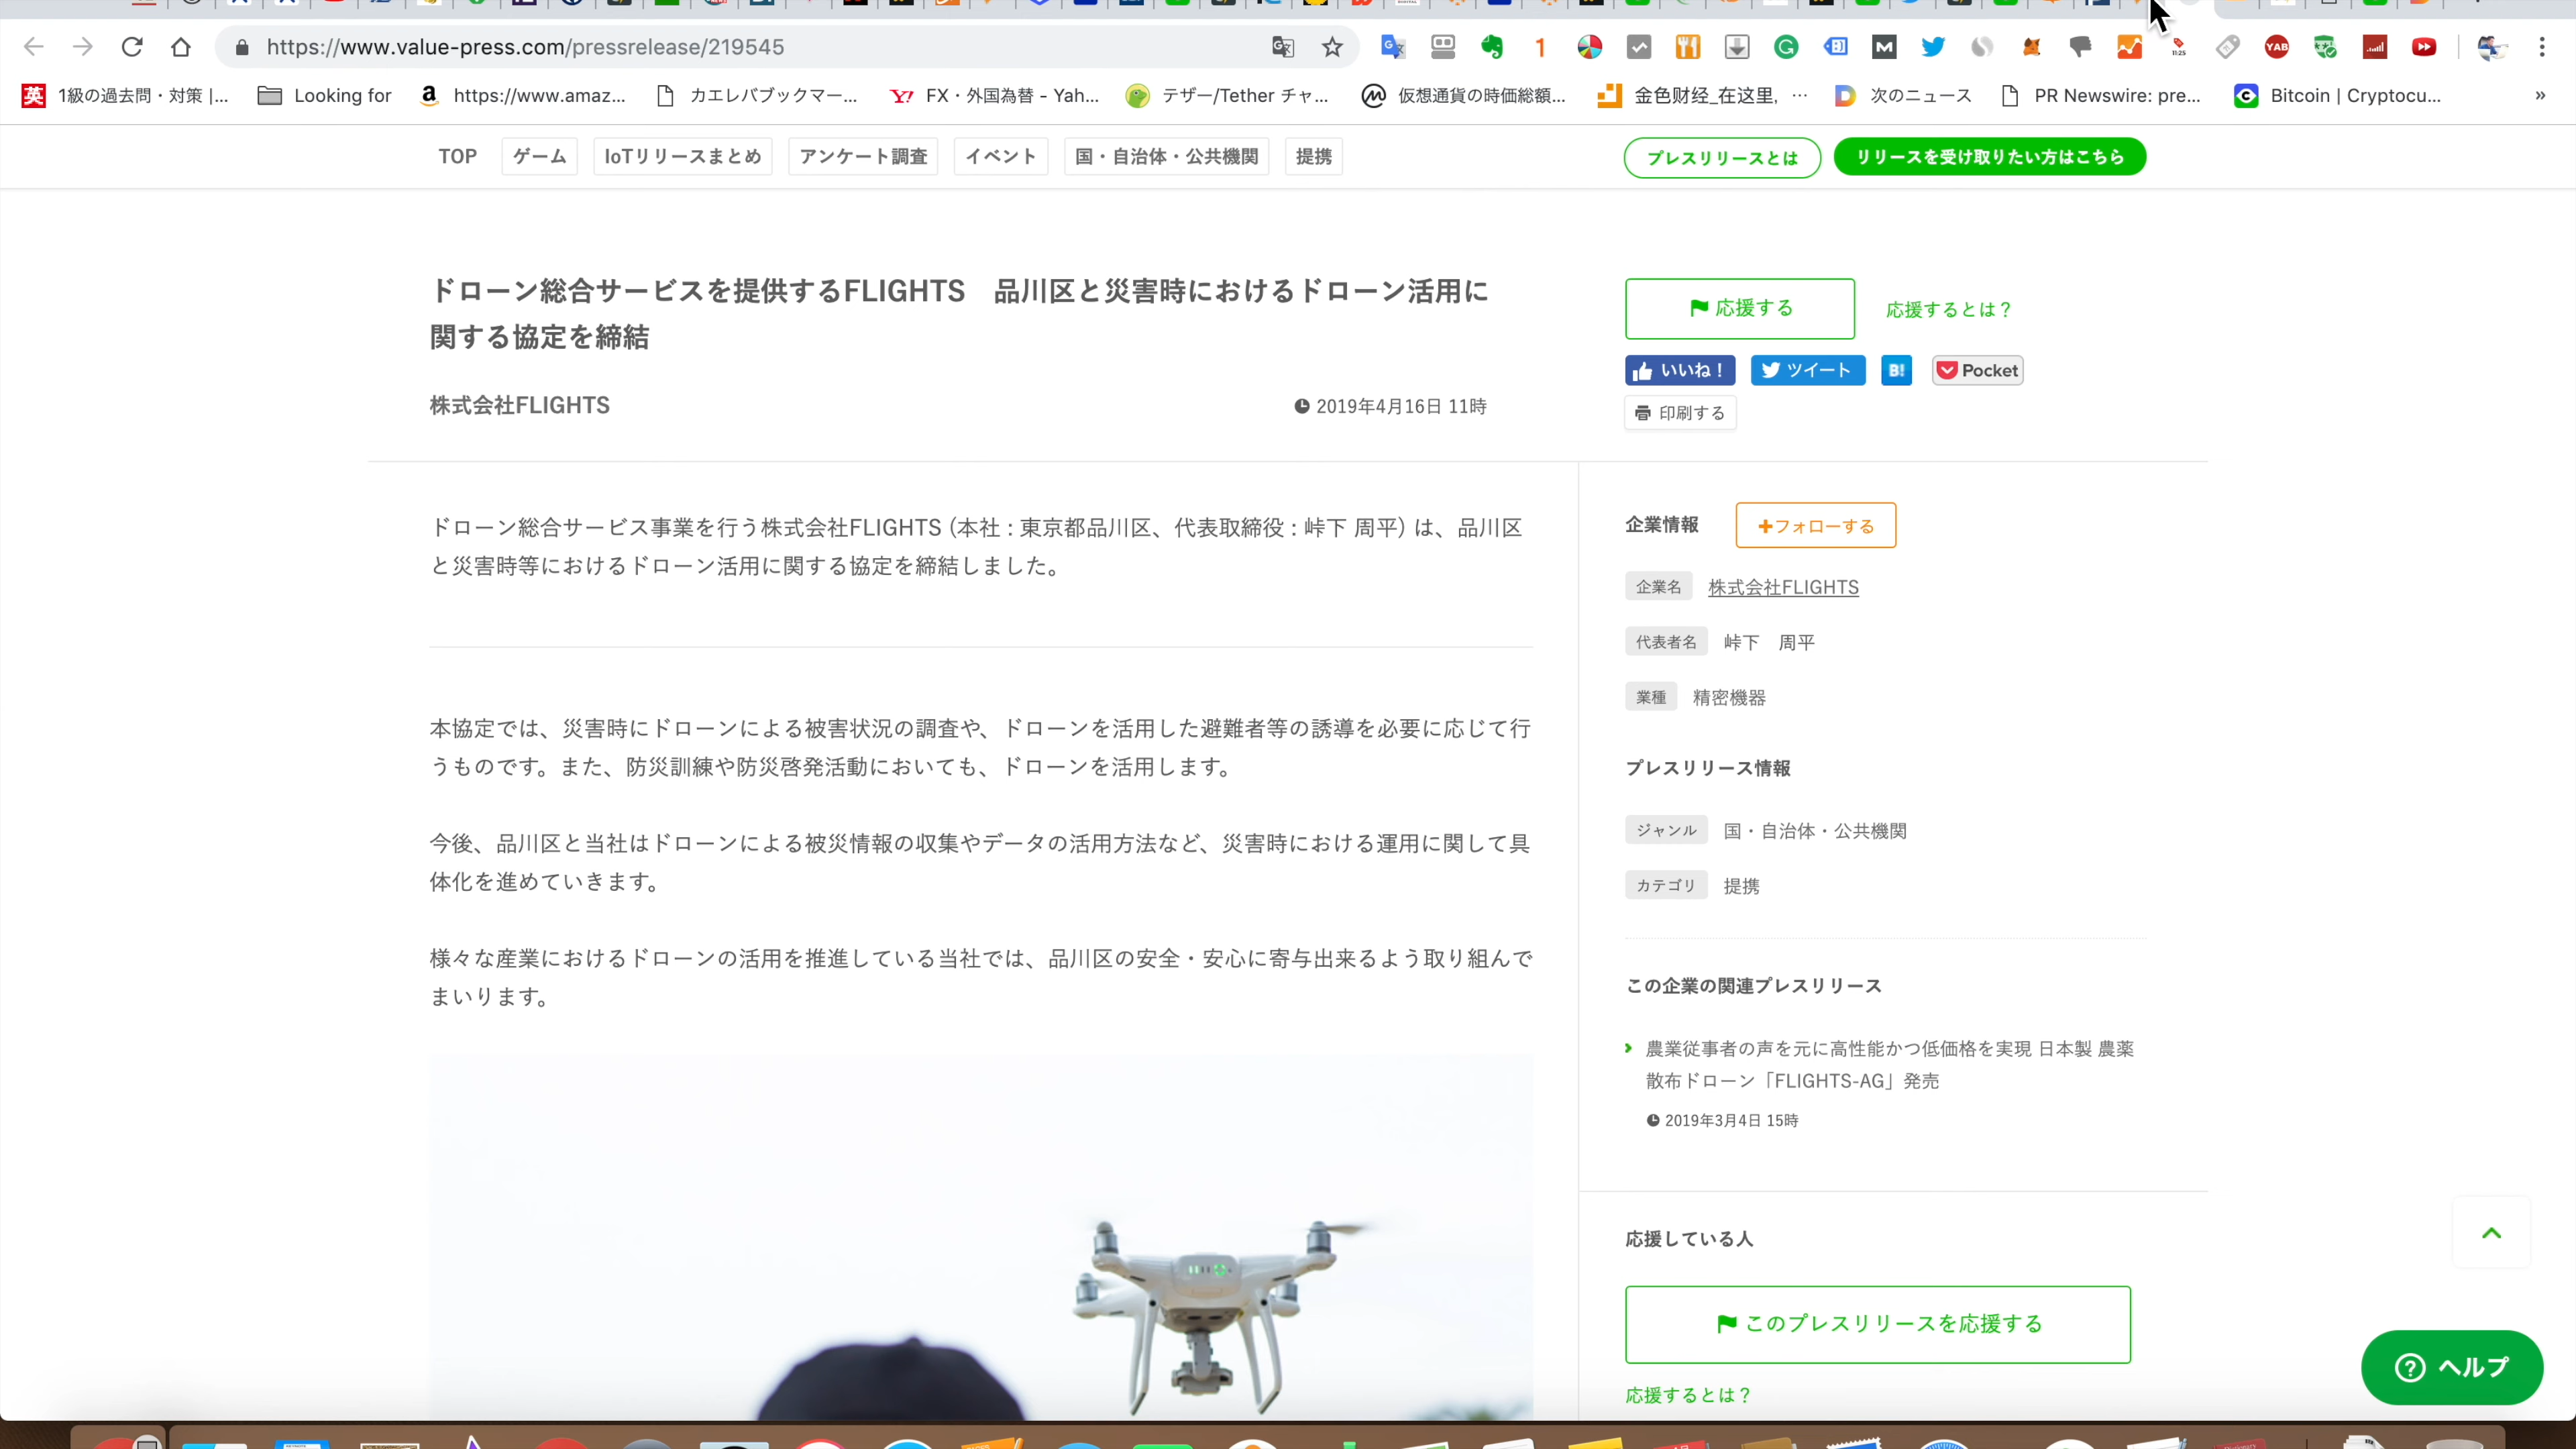 https://www.value-press.com/pressrelease/219545
英 1級の過去問・対策 |... Looking for https://www.amaz... カエレバブックマー... FX・外国為替 - Yah... テザー/Tether チャ... 仮想通貨の時価総額... 金色财经_在这里, ... 次のニュース PR Newswire: pre... Bitcoin | Cryptocu... »
TOP ゲーム IoTリリースまとめ アンケート調査 イベント 国・自治体・公共機関 提携 プレスリリースとは リリースを受け取りたい方はこちら
ドローン総合サービスを提供するFLIGHTS　品川区と災害時におけるドローン活用に
関する協定を締結
株式会社FLIGHTS 2019年4月16日 11時
応援する 応援するとは？
いいね！ ツイート B! Pocket
印刷する
ドローン総合サービス事業を行う株式会社FLIGHTS (本社 : 東京都品川区、代表取締役 : 峠下 周平) は、品川区
と災害時等におけるドローン活用に関する協定を締結しました。
本協定では、災害時にドローンによる被害状況の調査や、ドローンを活用した避難者等の誘導を必要に応じて行
うものです。また、防災訓練や防災啓発活動においても、ドローンを活用します。
今後、品川区と当社はドローンによる被災情報の収集やデータの活用方法など、災害時における運用に関して具
体化を進めていきます。
様々な産業におけるドローンの活用を推進している当社では、品川区の安全・安心に寄与出来るよう取り組んで
まいります。
企業情報 +フォローする
企業名 株式会社FLIGHTS
代表者名 峠下　周平
業種 精密機器
プレスリリース情報
ジャンル 国・自治体・公共機関
カテゴリ 提携
この企業の関連プレスリリース
農業従事者の声を元に高性能かつ低価格を実現 日本製 農薬
散布ドローン「FLIGHTS-AG」発売
2019年3月4日 15時
応援している人
このプレスリリースを応援する
応援するとは？
ヘルプ